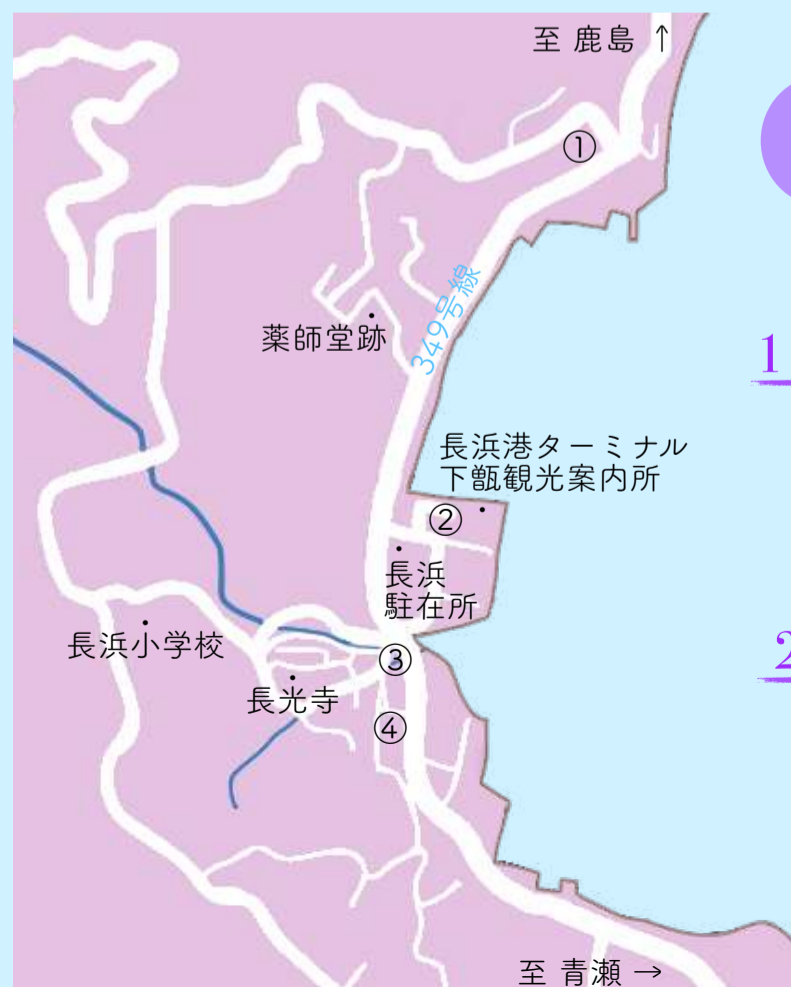 至 鹿島 ↑
①
349号線
薬師堂跡
長浜港ターミナル
下甑観光案内所
②
長浜
駐在所
長浜小学校
③
長光寺
④
至 青瀬 →
1
2